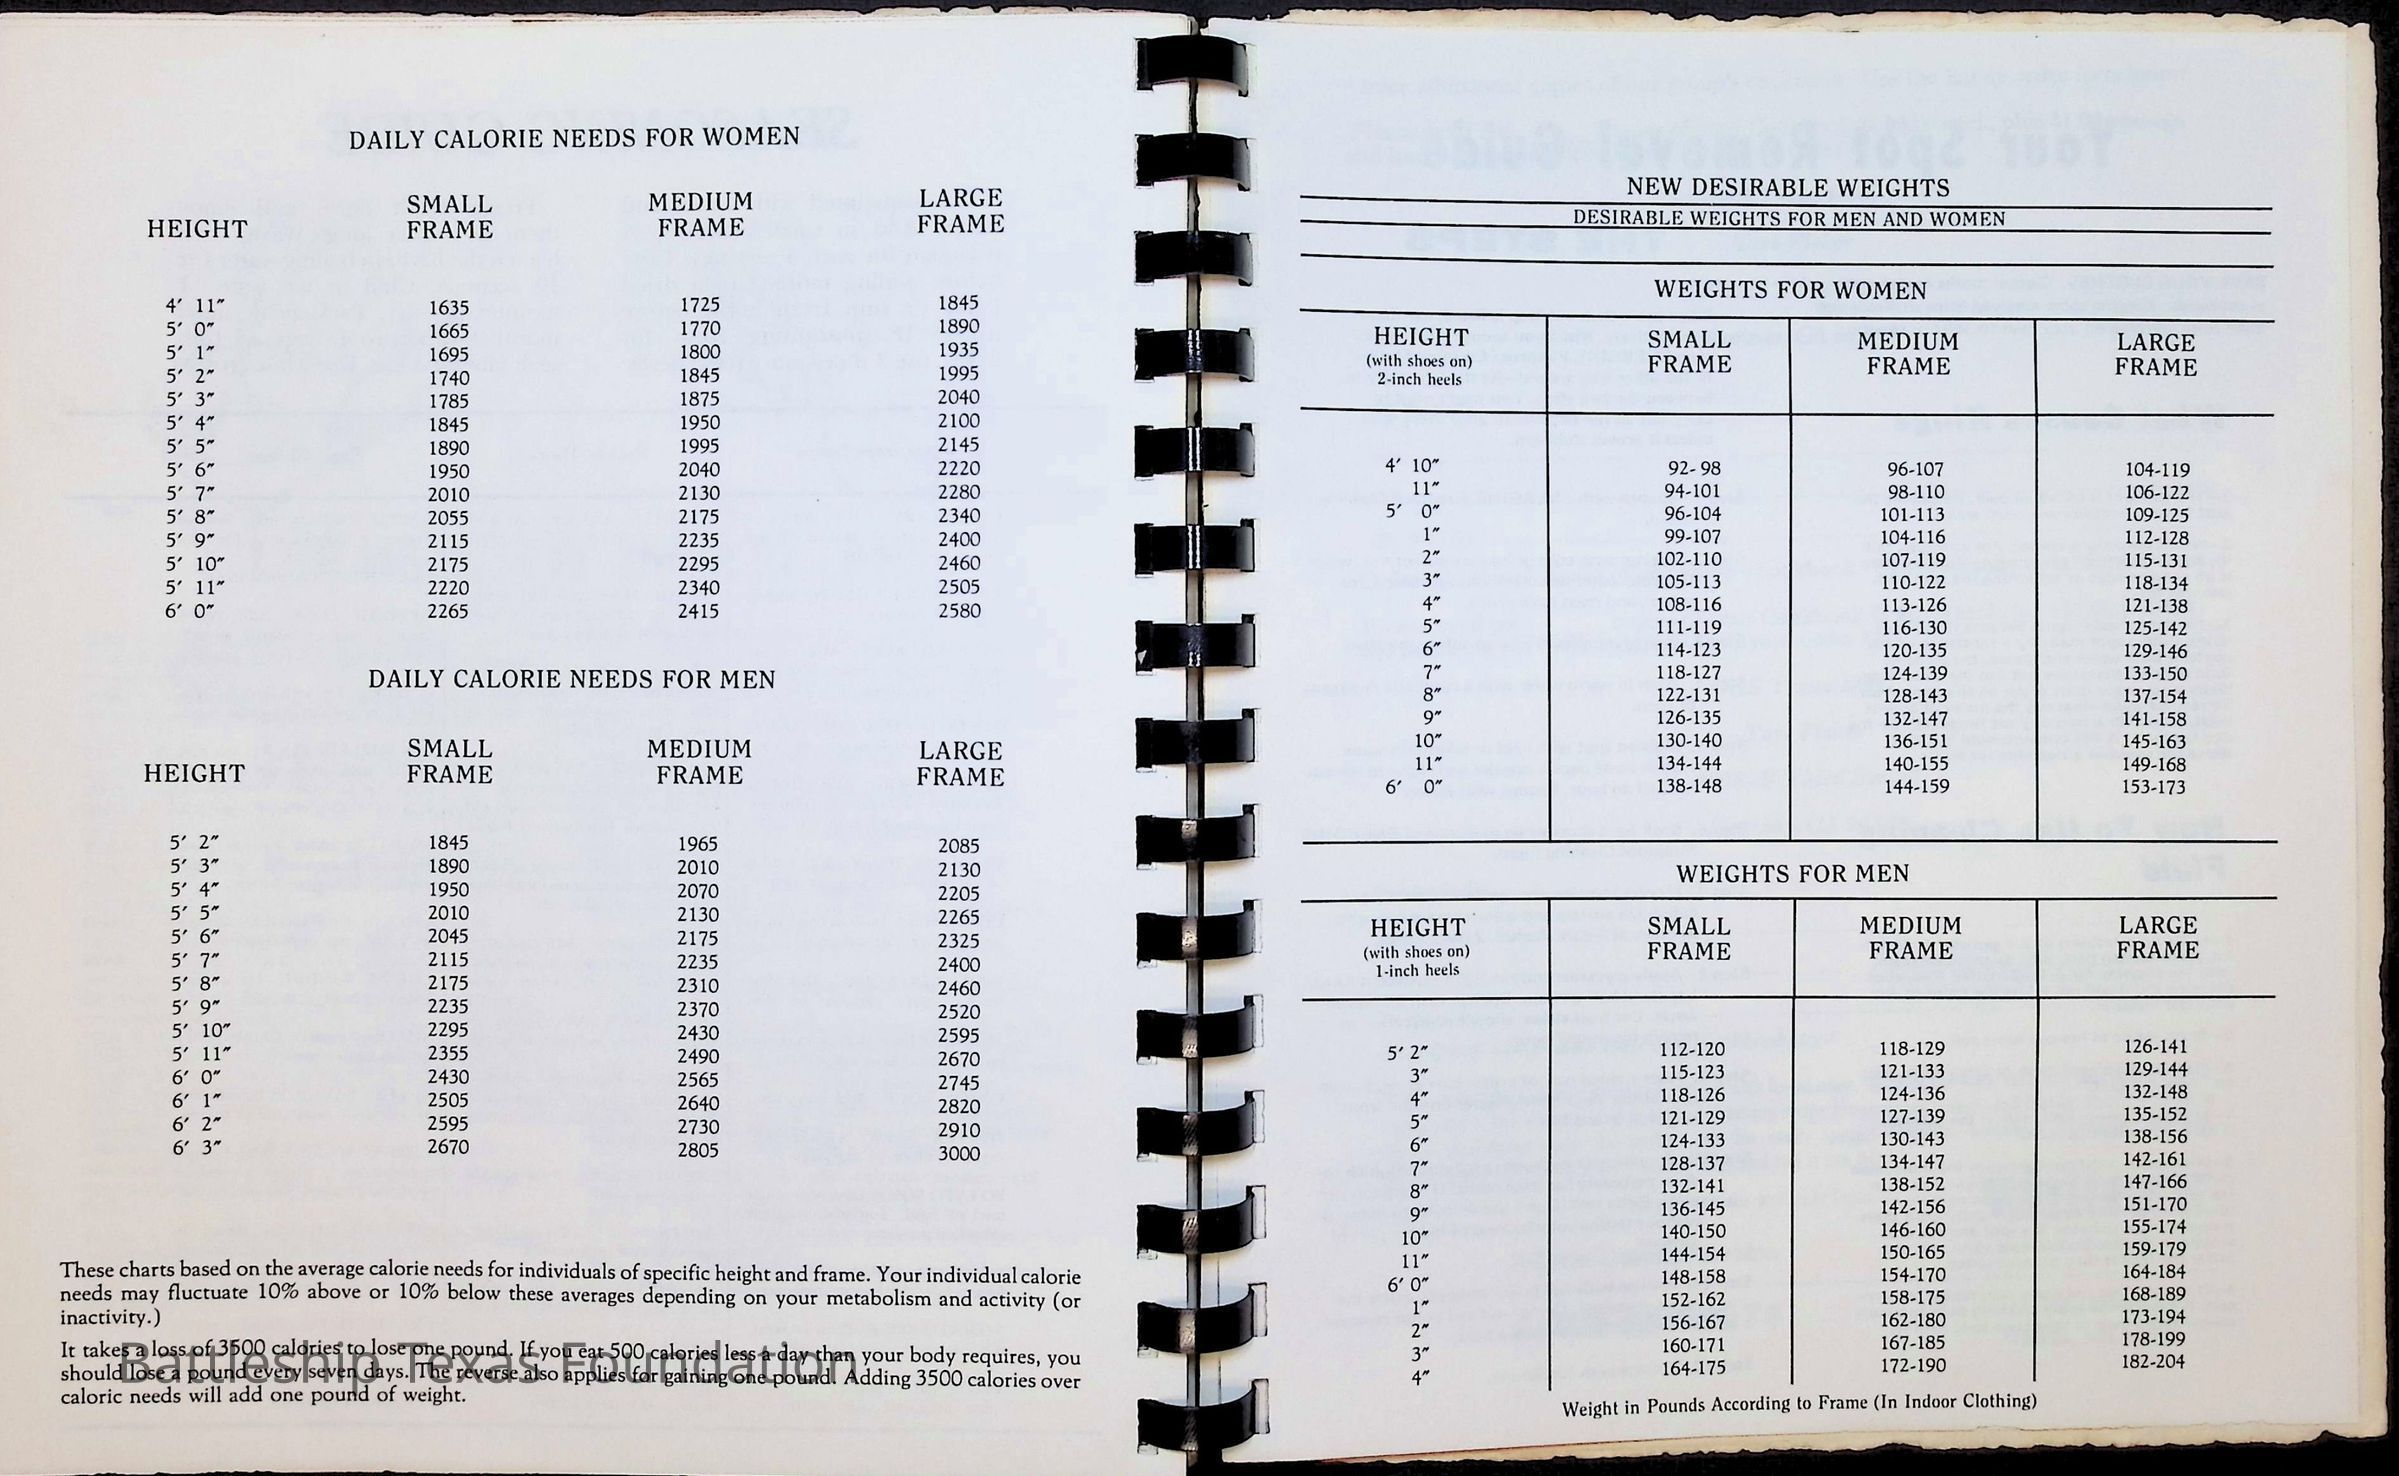 DAILY CALORIE NEEDS FOR WOMEN
HEIGHT SMALL FRAME MEDIUM FRAME LARGE FRAME
4′ 11″ 1635 1725 1845
5′ 0″ 1665 1770 1890
5′ 1″ 1695 1800 1935
5′ 2″ 1740 1845 1995
5′ 3″ 1785 1875 2040
5′ 4″ 1845 1950 2100
5′ 5″ 1890 1995 2145
5′ 6″ 1950 2040 2220
5′ 7″ 2010 2130 2280
5′ 8″ 2055 2175 2340
5′ 9″ 2115 2235 2400
5′ 10″ 2175 2295 2460
5′ 11″ 2220 2340 2505
6′ 0″ 2265 2415 2580
DAILY CALORIE NEEDS FOR MEN
HEIGHT SMALL FRAME MEDIUM FRAME LARGE FRAME
5′ 2″ 1845 1965 2085
5′ 3″ 1890 2010 2130
5′ 4″ 1950 2070 2205
5′ 5″ 2010 2130 2265
5′ 6″ 2045 2175 2325
5′ 7″ 2115 2235 2400
5′ 8″ 2175 2310 2460
5′ 9″ 2235 2370 2520
5′ 10″ 2295 2430 2595
5′ 11″ 2355 2490 2670
6′ 0″ 2430 2565 2745
6′ 1″ 2505 2640 2820
6′ 2″ 2595 2730 2910
6′ 3″ 2670 2805 3000
These charts based on the average calorie needs for individuals of specific height and frame. Your individual calorie
needs may fluctuate 10% above or 10% below these averages depending on your metabolism and activity (or
inactivity.)
It takes a loss of 3500 calories to lose one pound. If you eat 500 calories less a day than your body requires, you
should lose a pound every seven days. The reverse also applies for gaining one pound. Adding 3500 calories over
caloric needs will add one pound of weight.
Battleship Texas Foundation
NEW DESIRABLE WEIGHTS
DESIRABLE WEIGHTS FOR MEN AND WOMEN
WEIGHTS FOR WOMEN
HEIGHT (with shoes on) 2-inch heels SMALL FRAME MEDIUM FRAME LARGE FRAME
4′ 10″ 92-98 96-107 104-119
11″ 94-101 98-110 106-122
5′ 0″ 96-104 101-113 109-125
1″ 99-107 104-116 112-128
2″ 102-110 107-119 115-131
3″ 105-113 110-122 118-134
4″ 108-116 113-126 121-138
5″ 111-119 116-130 125-142
6″ 114-123 120-135 129-146
7″ 118-127 124-139 133-150
8″ 122-131 128-143 137-154
9″ 126-135 132-147 141-158
10″ 130-140 136-151 145-163
11″ 134-144 140-155 149-168
6′ 0″ 138-148 144-159 153-173
WEIGHTS FOR MEN
HEIGHT (with shoes on) 1-inch heels SMALL FRAME MEDIUM FRAME LARGE FRAME
5′ 2″ 112-120 118-129 126-141
3″ 115-123 121-133 129-144
4″ 118-126 124-136 132-148
5″ 121-129 127-139 135-152
6″ 124-133 130-143 138-156
7″ 128-137 134-147 142-161
8″ 132-141 138-152 147-166
9″ 136-145 142-156 151-170
10″ 140-150 146-160 155-174
11″ 144-154 150-165 159-179
6′ 0″ 148-158 154-170 164-184
1″ 152-162 158-175 168-189
2″ 156-167 162-180 173-194
3″ 160-171 167-185 178-199
4″ 164-175 172-190 182-204
Weight in Pounds According to Frame (In Indoor Clothing)